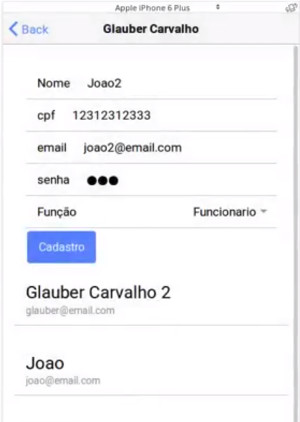 Apple iPhone 6 Plus
Back Glauber Carvalho
Nome Joao2
cpf 12312312333
email joao2@email.com
senha ●●●
Função Funcionario
Cadastro
Glauber Carvalho 2
glauber@email.com
Joao
joao@email.com